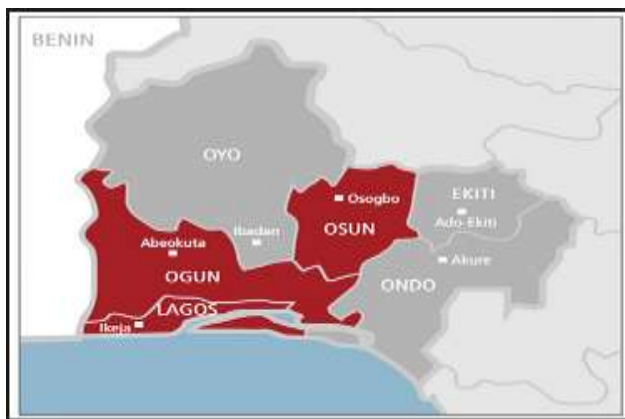 BENIN
OYO
EKITI
Osogbo
Ado-Ekiti
OSUN
Ibadan
Abeokuta
Akure
OGUN
ONDO
LAGOS
Ikeja